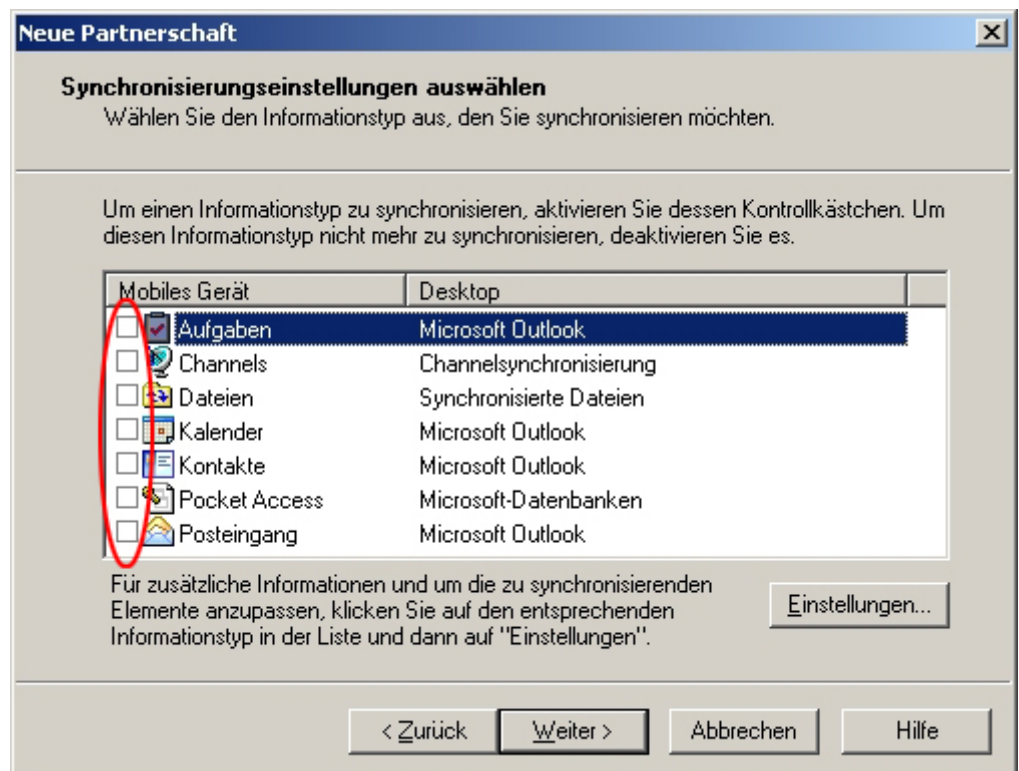 Neue Partnerschaft
Synchronisierungseinstellungen auswählen
Wählen Sie den Informationstyp aus, den Sie synchronisieren möchten.
Um einen Informationstyp zu synchronisieren, aktivieren Sie dessen Kontrollkästchen. Um
diesen Informationstyp nicht mehr zu synchronisieren, deaktivieren Sie es.
Mobiles Gerät Desktop
Aufgaben Microsoft Outlook
Channels Channelsynchronisierung
Dateien Synchronisierte Dateien
Kalender Microsoft Outlook
Kontakte Microsoft Outlook
Pocket Access Microsoft-Datenbanken
Posteingang Microsoft Outlook
Für zusätzliche Informationen und um die zu synchronisierenden
Elemente anzupassen, klicken Sie auf den entsprechenden
Informationstyp in der Liste und dann auf "Einstellungen".
Einstellungen...
< Zurück Weiter > Abbrechen Hilfe